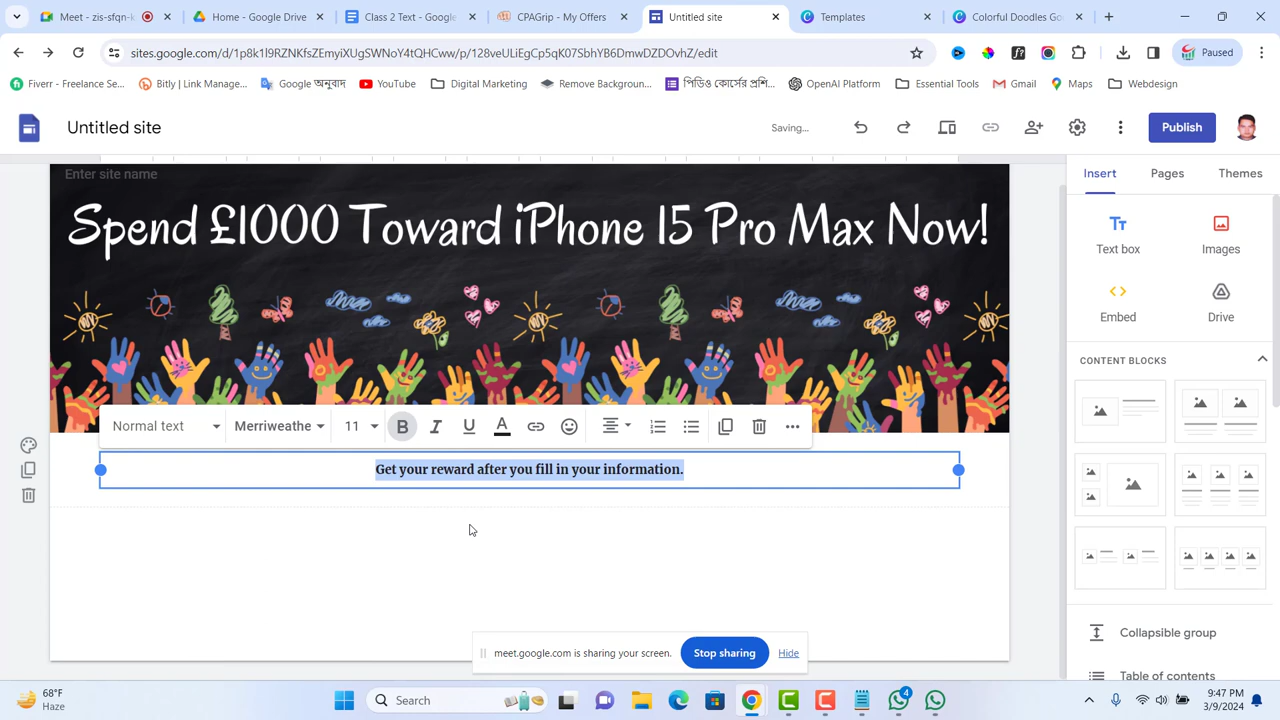 Meet - sfs-sfqn-k
Home - Google Drive
Class-2 Text - Google
CPAGrip - My Offers
Untitled site
Templates
Colorful Doodles Go
sites.google.com/d/1p8k1l9RZNKfsZEmyiXUgSWNoY4tQHCww/p/128veULiEgCp5qK07SbhYB6DmwDZDOvhZ/edit
Paused
Fiverr - Freelance Se...
Bitly | Link Manage...
Google অনুবাদ
YouTube
Digital Marketing
Remove Background...
পিডিও কোর্সের প্রশি...
OpenAI Platform
Essential Tools
Gmail
Maps
Webdesign
Untitled site
Saving...
Publish
Enter site name
Spend £1000 Toward iPhone 15 Pro Max Now!
Insert
Pages
Themes
Text box
Images
Embed
Drive
CONTENT BLOCKS
Normal text
Merriweathe
11
Get your reward after you fill in your information.
Collapsible group
Table of contents
meet.google.com is sharing your screen.
Stop sharing
Hide
68°F
Haze
Search
4
9:47 PM
3/9/2024